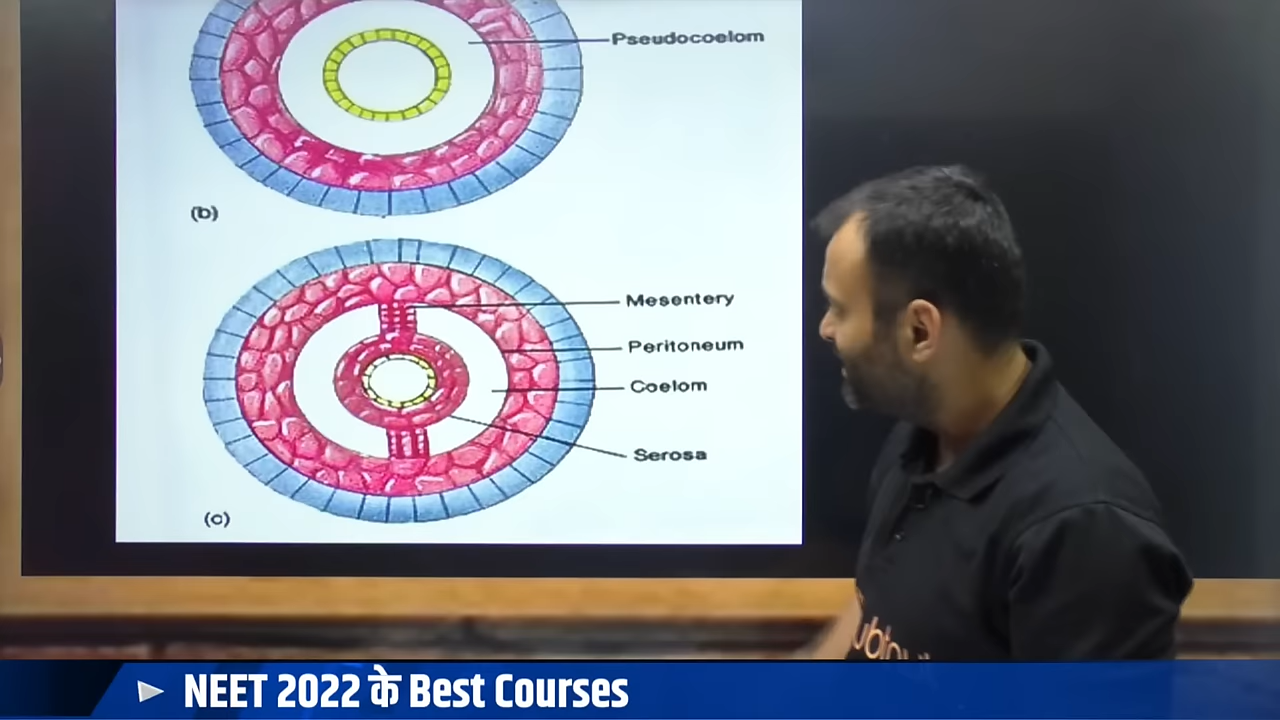 Pseudocoelom
(b)
Mesentery
Peritoneum
Coelom
Serosa
(c)
NEET 2022 के Best Courses